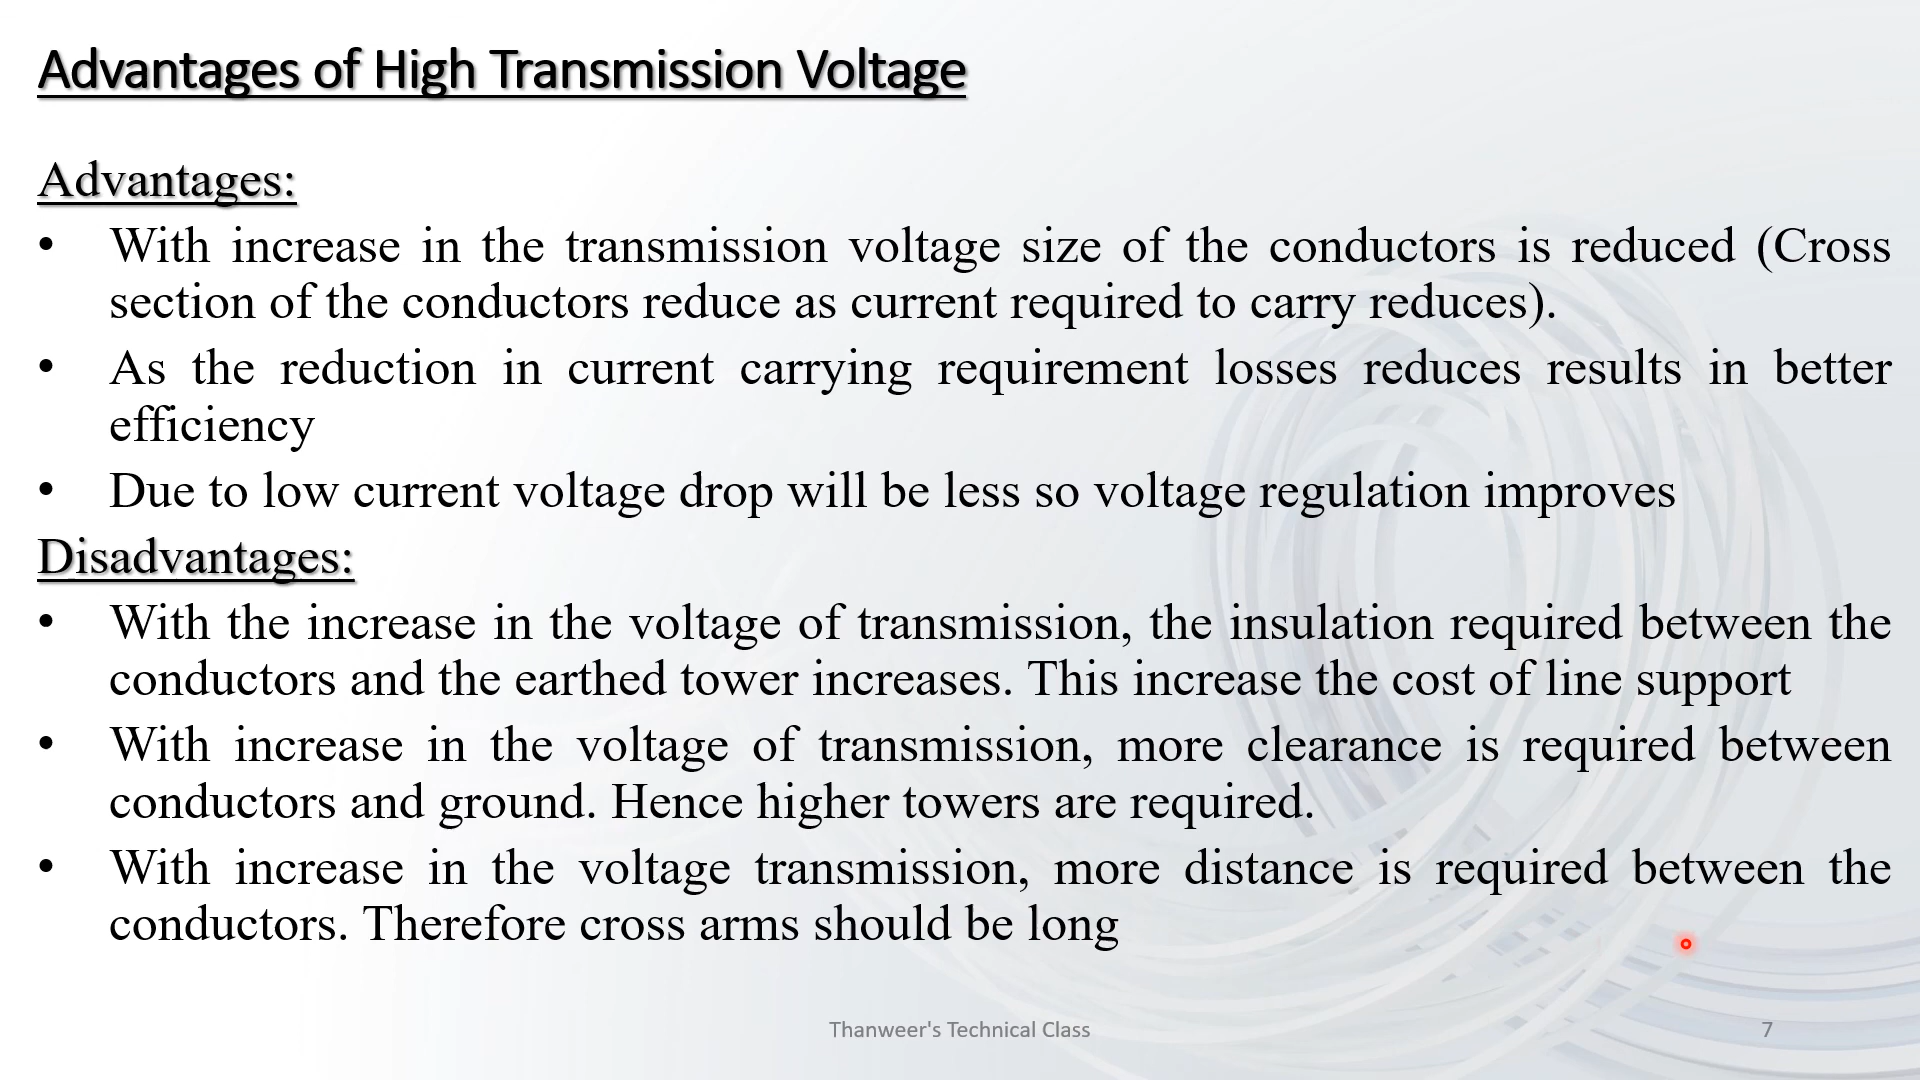 Advantages of High Transmission Voltage
Advantages:
• With increase in the transmission voltage size of the conductors is reduced (Cross
section of the conductors reduce as current required to carry reduces).
• As the reduction in current carrying requirement losses reduces results in better
efficiency
• Due to low current voltage drop will be less so voltage regulation improves
Disadvantages:
• With the increase in the voltage of transmission, the insulation required between the
conductors and the earthed tower increases. This increase the cost of line support
• With increase in the voltage of transmission, more clearance is required between
conductors and ground. Hence higher towers are required.
• With increase in the voltage transmission, more distance is required between the
conductors. Therefore cross arms should be long
Thanweer's Technical Class
7